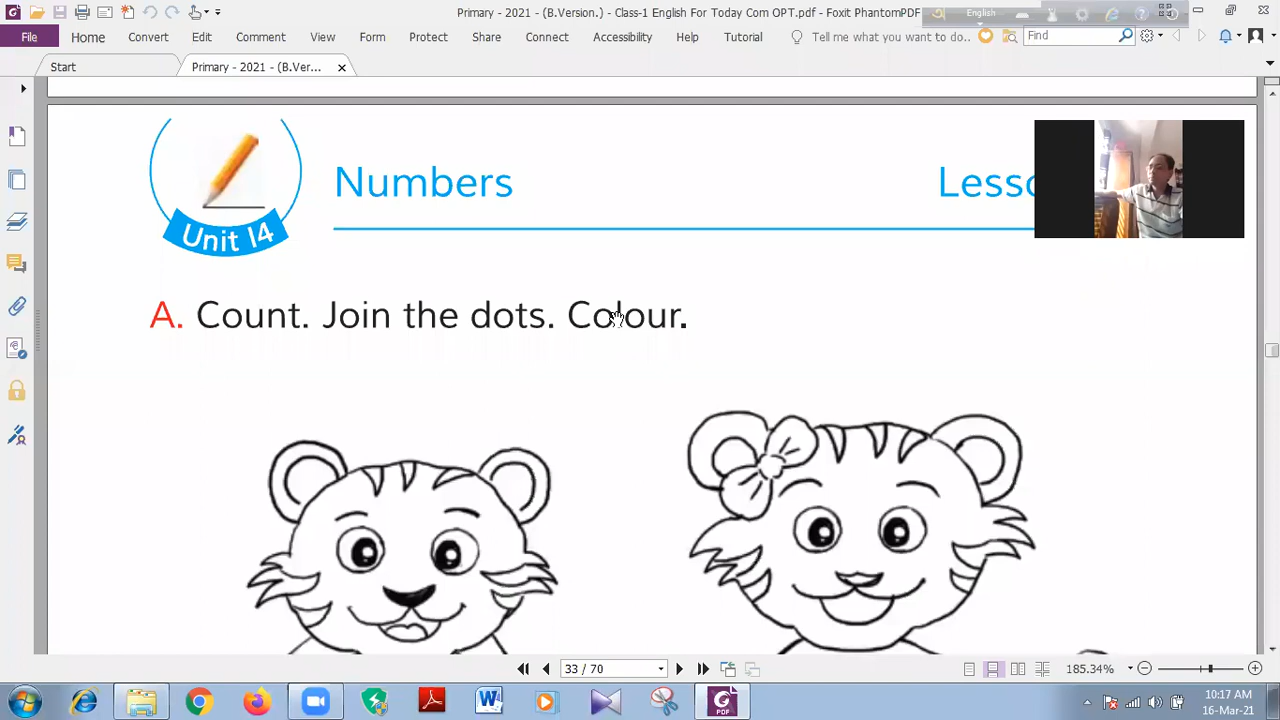 Primary - 2021 - (B.Version.) - Class-1 English For Today Com OPT.pdf - Foxit PhantomPDF
English
File Home Convert Edit Organize Comment View Form Protect Share Connect Accessibility Help Tutorial Tell me what you want to do.. Find
Start Primary - 2021 - (B.Ver...
Numbers Lesso
Unit 14
A. Count. Join the dots. Colour.
33 / 70 185.34%
PDF
10:17 AM
16-Mar-21